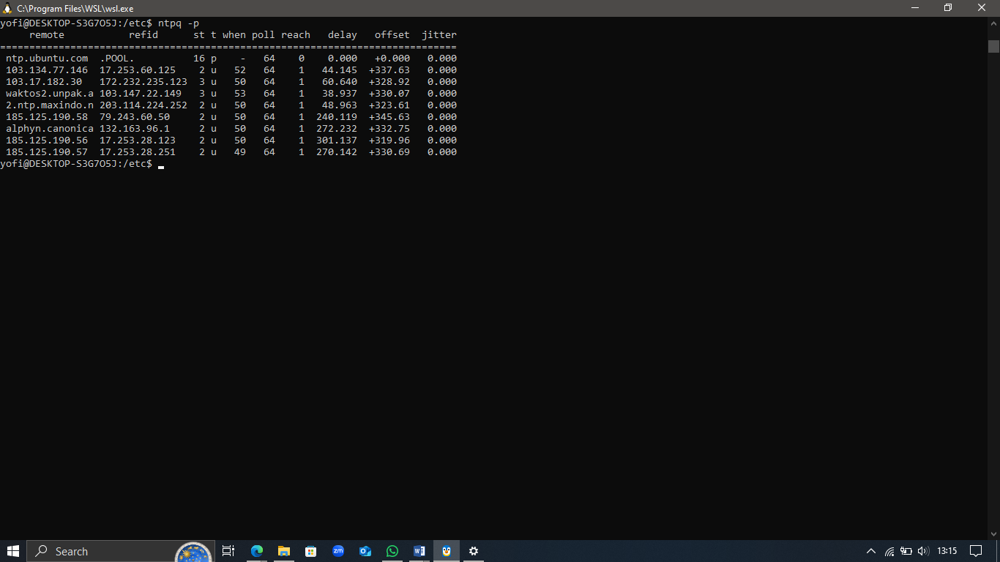 C:\Program Files\WSL\wsl.exe
yofi@DESKTOP-S3G7O5J:/etc$ ntpq -p
     remote           refid      st t when poll reach   delay   offset  jitter
==============================================================================
 ntp.ubuntu.com  .POOL.          16 p    -   64    0    0.000   +0.000   0.000
 103.134.77.146  17.253.60.125    2 u   52   64    1   44.145  +337.63   0.000
 103.17.182.30   172.232.235.123  3 u   50   64    1   60.640  +328.92   0.000
 waktos2.unpak.a 103.147.22.149   3 u   53   64    1   38.937  +330.07   0.000
 2.ntp.maxindo.n 203.114.224.252  2 u   50   64    1   48.963  +323.61   0.000
 185.125.190.58  79.243.60.50     2 u   50   64    1  240.119  +345.63   0.000
 alphyn.canonica 132.163.96.1     2 u   50   64    1  272.232  +332.75   0.000
 185.125.190.56  17.253.28.123    2 u   50   64    1  301.137  +319.96   0.000
 185.125.190.57  17.253.28.251    2 u   49   64    1  270.142  +330.69   0.000
yofi@DESKTOP-S3G7O5J:/etc$
Search
zm
13:15